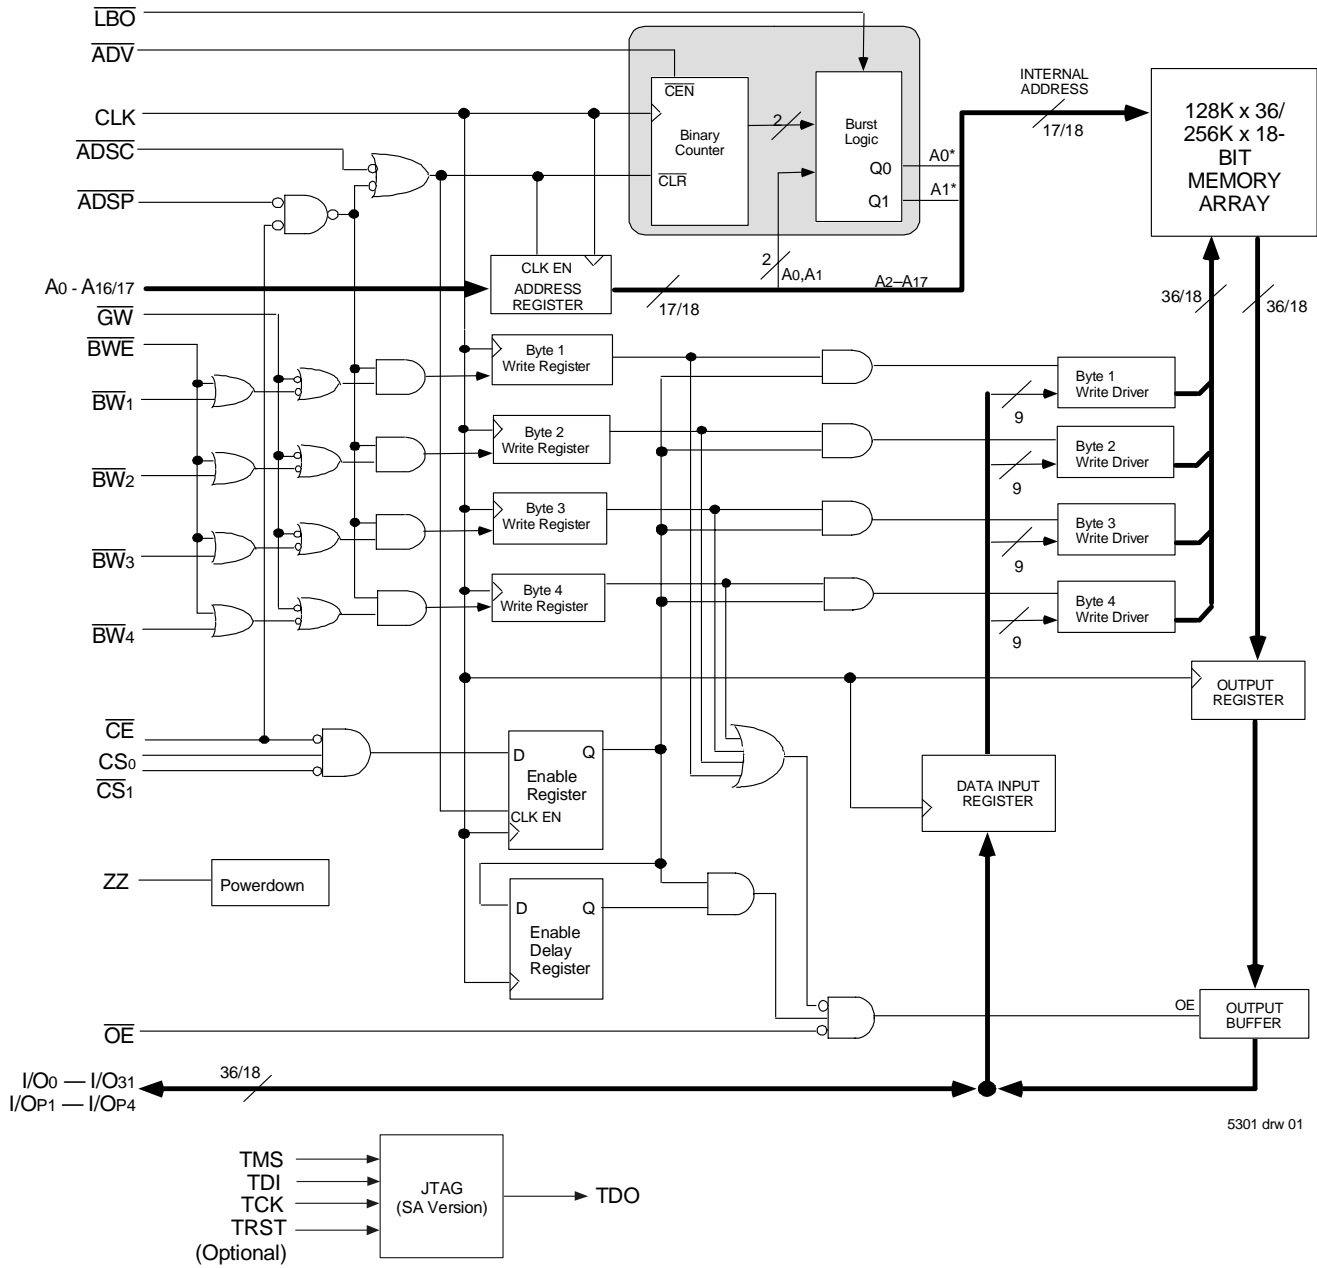 LBO
ADV
CLK
ADSC
ADSP
A0 - A16/17
GW
BWE
BW1
BW2
BW3
BW4
CE
CS0
CS1
ZZ
Powerdown
OE
I/O0 — I/O31
I/OP1 — I/OP4
36/18
CEN
Binary
Counter
CLR
2
Burst
Logic
Q0
Q1
A0*
A1*
2
A0,A1
A2–A17
CLK EN
ADDRESS
REGISTER
17/18
INTERNAL
ADDRESS
17/18
128K x 36/
256K x 18-
BIT
MEMORY
ARRAY
36/18
36/18
Byte 1
Write Register
Byte 2
Write Register
Byte 3
Write Register
Byte 4
Write Register
Byte 1
Write Driver
9
Byte 2
Write Driver
9
Byte 3
Write Driver
9
Byte 4
Write Driver
9
OUTPUT
REGISTER
D
Q
Enable
Register
CLK EN
DATA INPUT
REGISTER
D
Q
Enable
Delay
Register
OE
OUTPUT
BUFFER
5301 drw 01
TMS
TDI
TCK
TRST
(Optional)
JTAG
(SA Version)
TDO